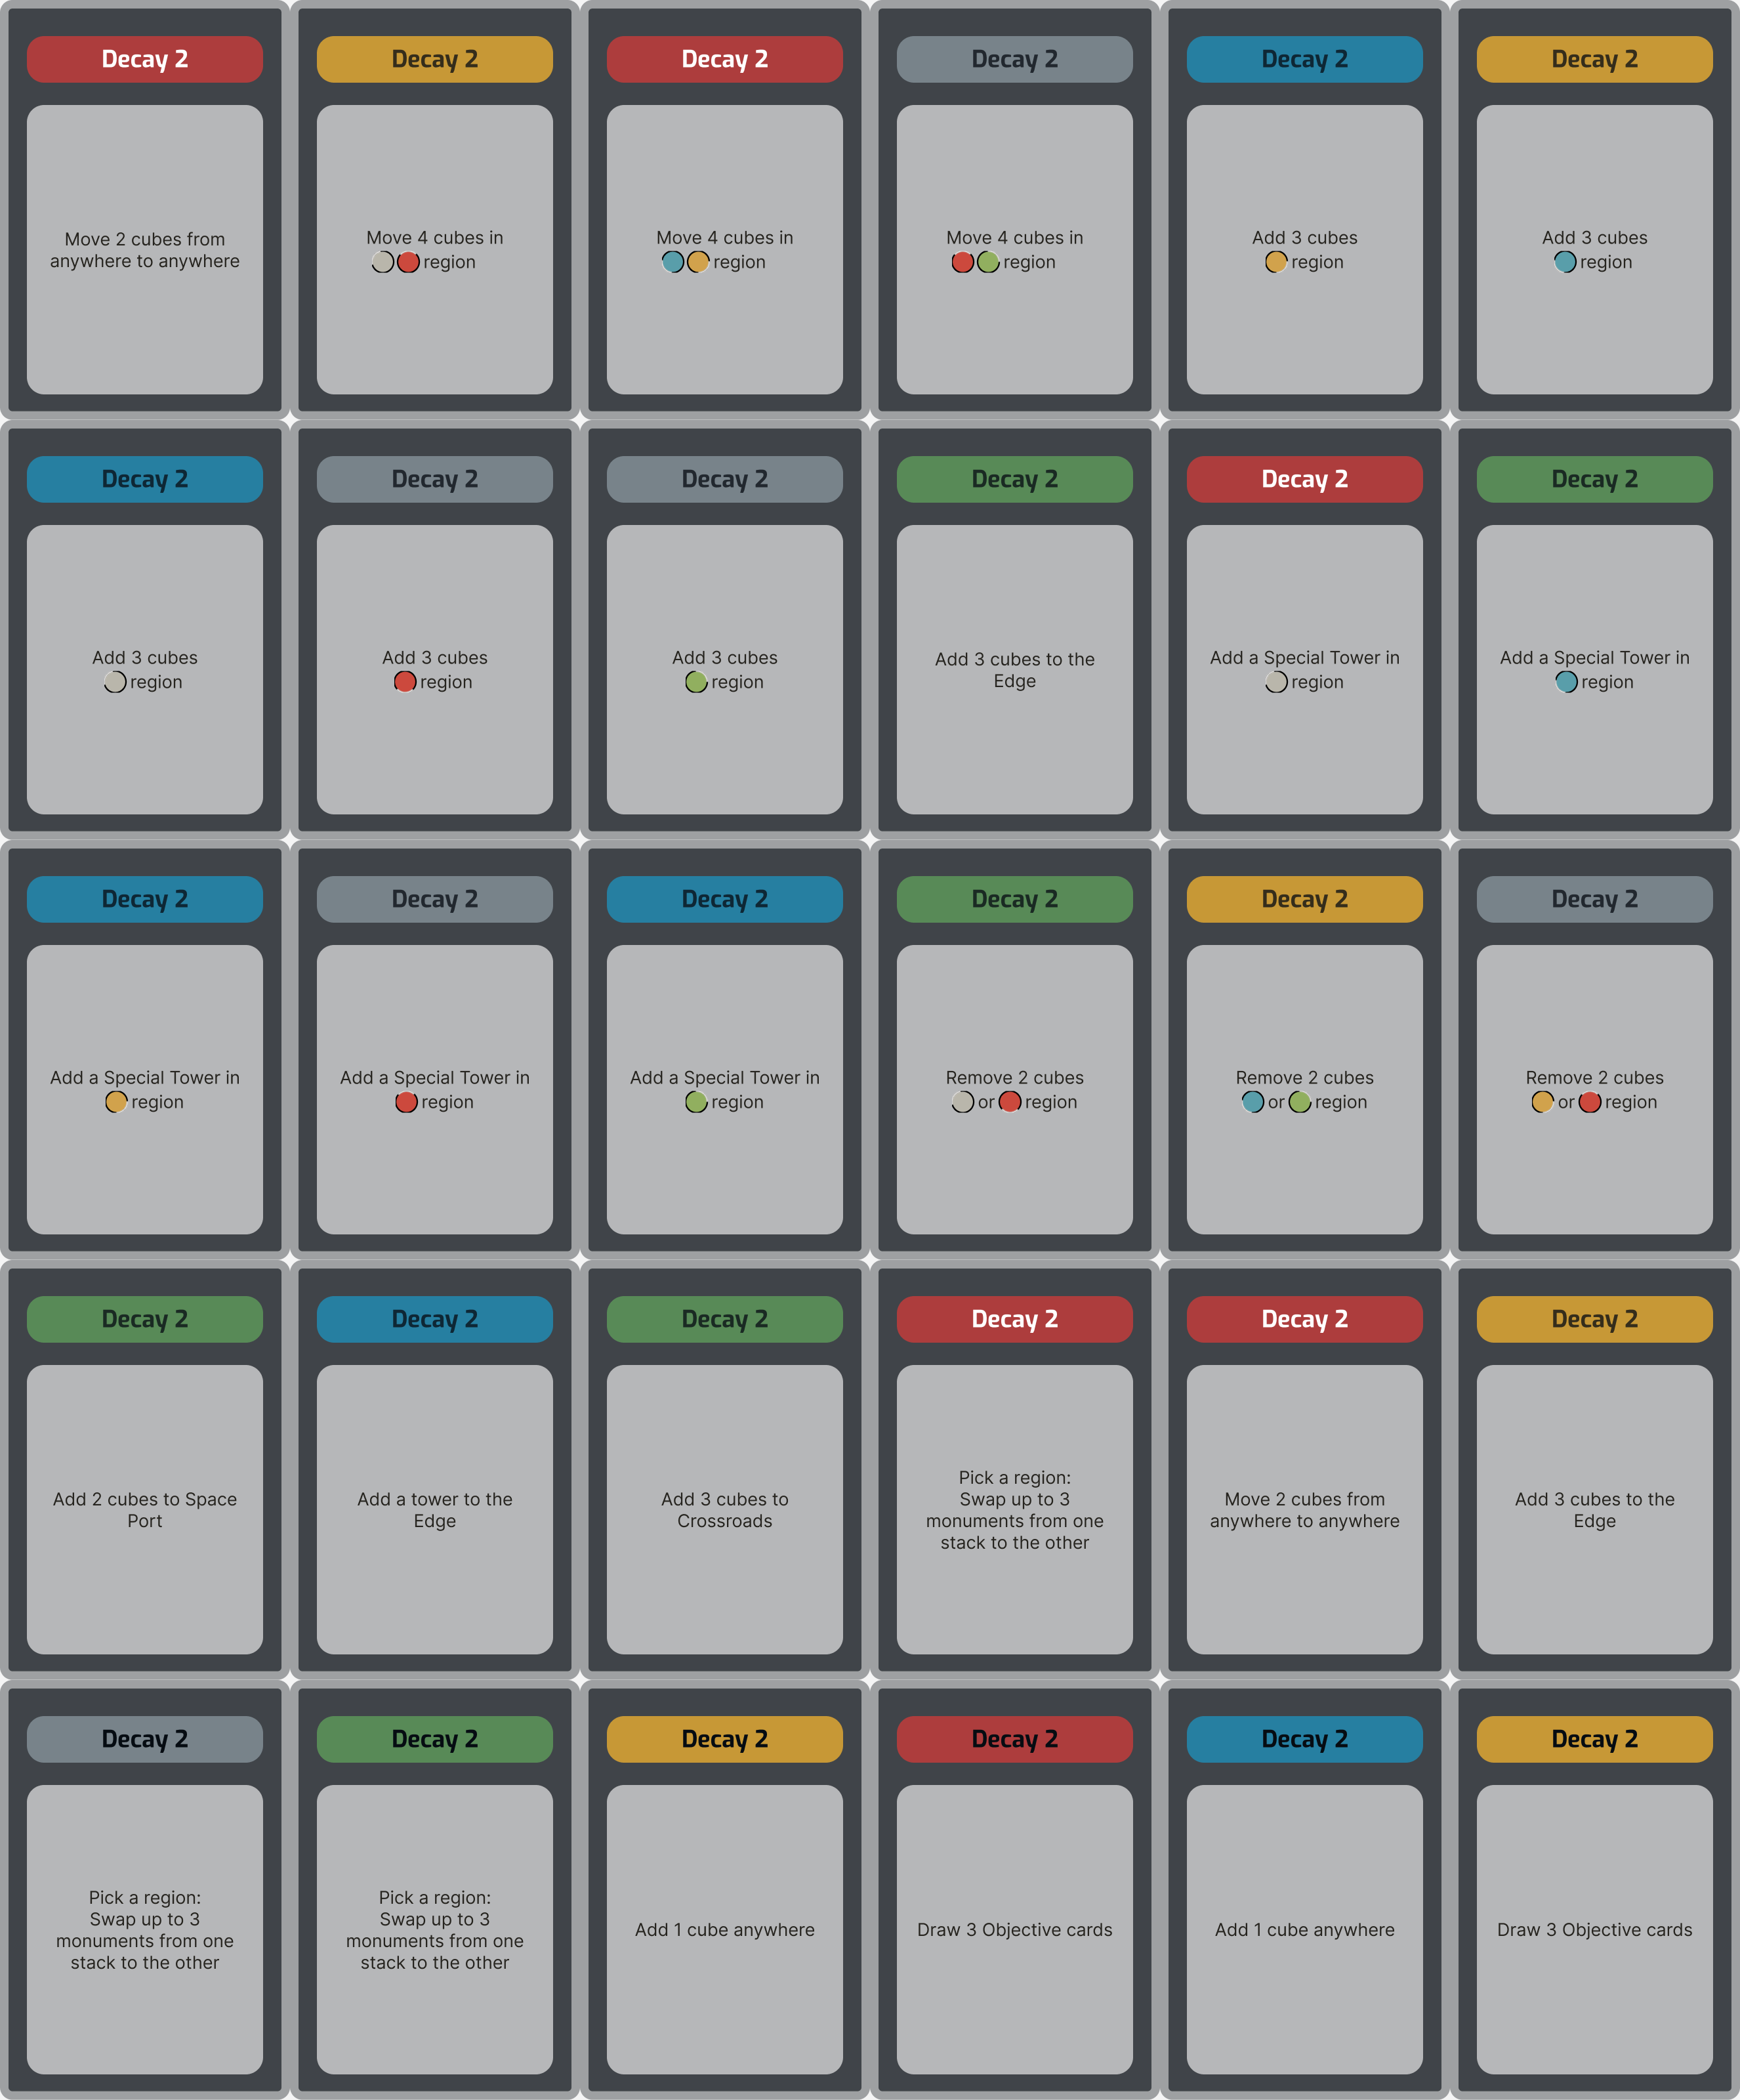 Decay 2
Move 2 cubes from
anywhere to anywhere
Decay 2
Move 4 cubes in
region
Decay 2
Move 4 cubes in
region
Decay 2
Move 4 cubes in
region
Decay 2
Add 3 cubes
region
Decay 2
Add 3 cubes
region
Decay 2
Add 3 cubes
region
Decay 2
Add 3 cubes
region
Decay 2
Add 3 cubes
region
Decay 2
Add 3 cubes to the
Edge
Decay 2
Add a Special Tower in
region
Decay 2
Add a Special Tower in
region
Decay 2
Add a Special Tower in
region
Decay 2
Add a Special Tower in
region
Decay 2
Add a Special Tower in
region
Decay 2
Remove 2 cubes
or region
Decay 2
Remove 2 cubes
or region
Decay 2
Remove 2 cubes
or region
Decay 2
Add 2 cubes to Space
Port
Decay 2
Add a tower to the
Edge
Decay 2
Add 3 cubes to
Crossroads
Decay 2
Pick a region:
Swap up to 3
monuments from one
stack to the other
Decay 2
Move 2 cubes from
anywhere to anywhere
Decay 2
Add 3 cubes to the
Edge
Decay 2
Pick a region:
Swap up to 3
monuments from one
stack to the other
Decay 2
Pick a region:
Swap up to 3
monuments from one
stack to the other
Decay 2
Add 1 cube anywhere
Decay 2
Draw 3 Objective cards
Decay 2
Add 1 cube anywhere
Decay 2
Draw 3 Objective cards